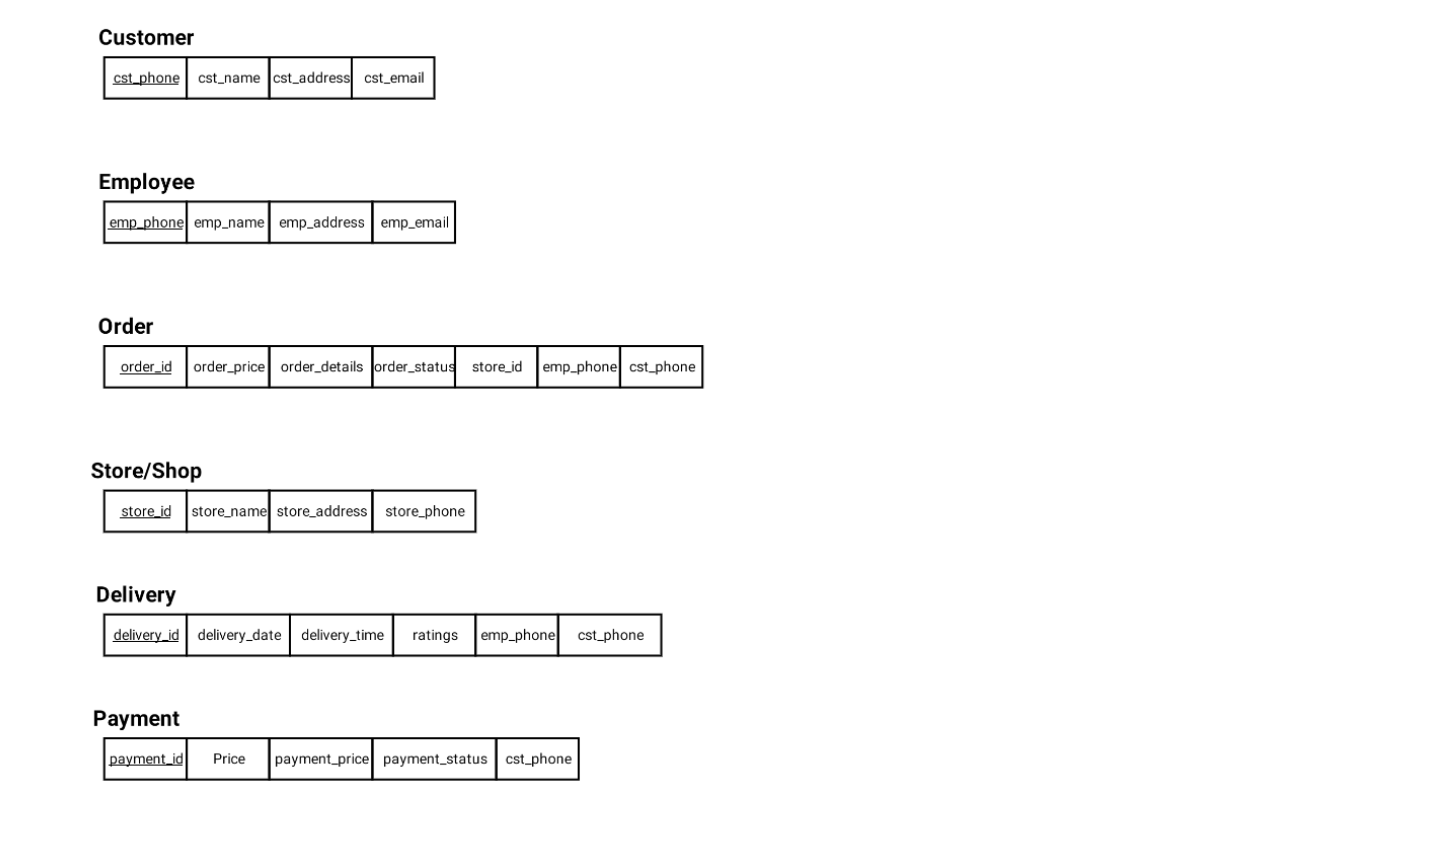 Customer
cst_phone cst_name cst_address cst_email
Employee
emp_phone emp_name emp_address emp_email
Order
order_id order_price order_details order_status store_id emp_phone cst_phone
Store/Shop
store_id store_name store_address store_phone
Delivery
delivery_id delivery_date delivery_time ratings emp_phone cst_phone
Payment
payment_id Price payment_price payment_status cst_phone